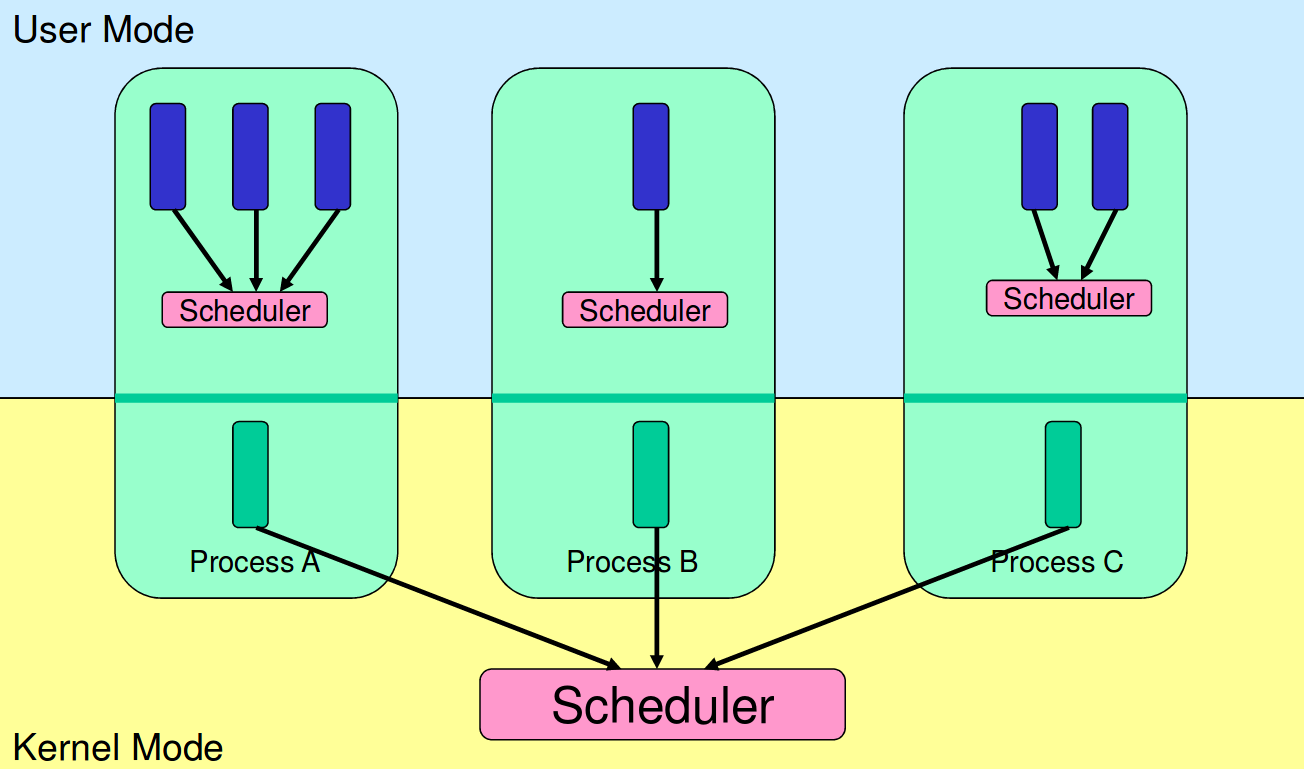 User Mode
Scheduler
Scheduler
Scheduler
Process A
Process B
Process C
Scheduler
Kernel Mode